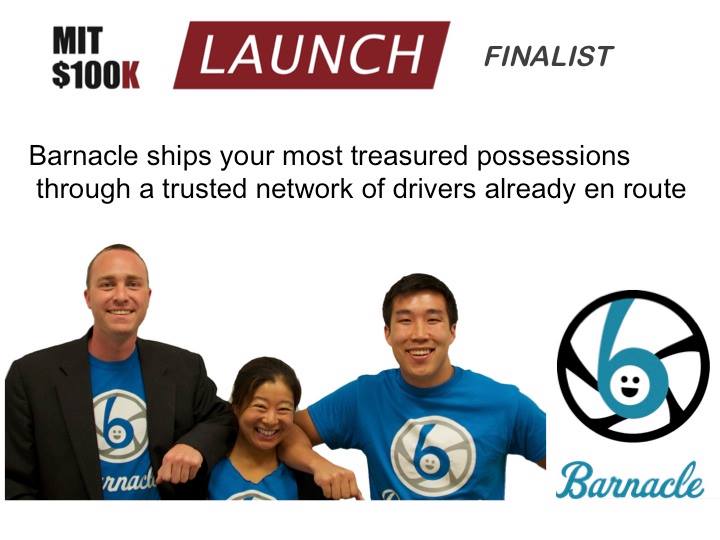 MIT
$100K
LAUNCH
FINALIST
Barnacle ships your most treasured possessions
through a trusted network of drivers already en route
b
b
b
Barnacle
Barnacle